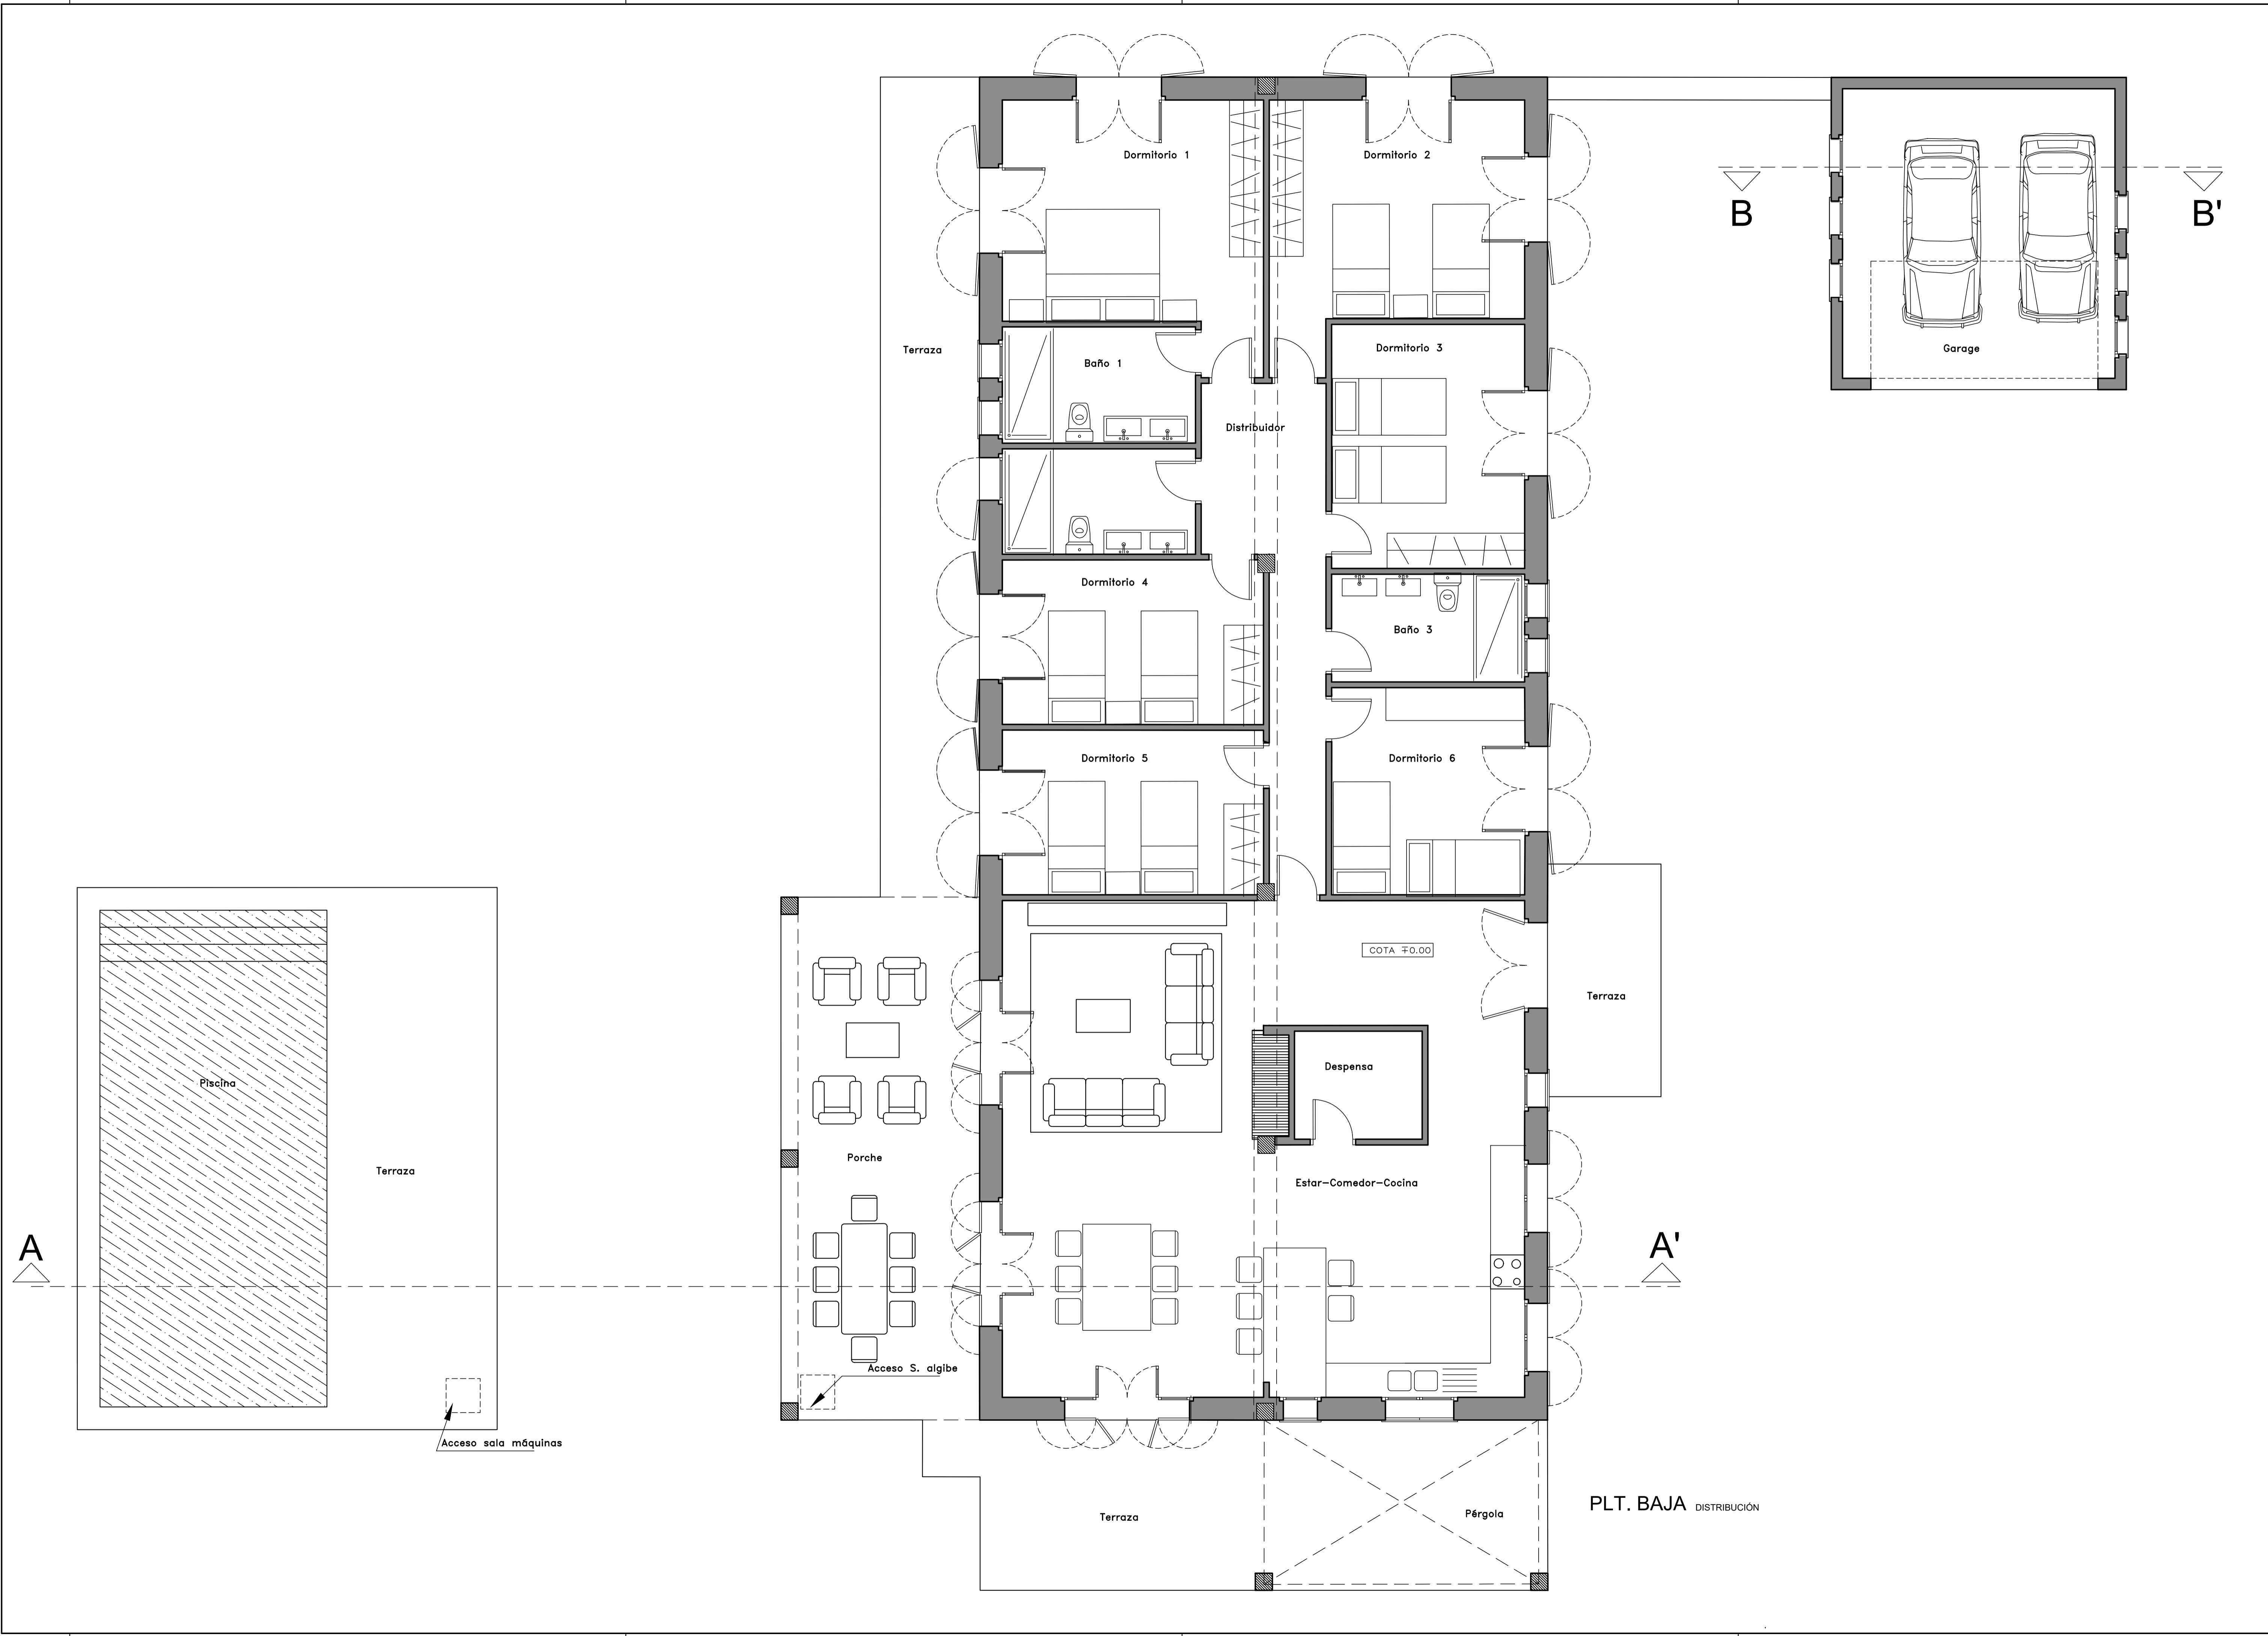 Dormitorio 1
Dormitorio 2
B
B'
Terraza
Baño 1
Dormitorio 3
Garage
Distribuidor
Dormitorio 4
Baño 3
Dormitorio 5
Dormitorio 6
COTA ∓0.00
Terraza
Despensa
Piscina
Terraza
Porche
Estar-Comedor-Cocina
A
A'
Acceso S. algibe
Acceso sala máquinas
Terraza
Pérgola
PLT. BAJA DISTRIBUCIÓN